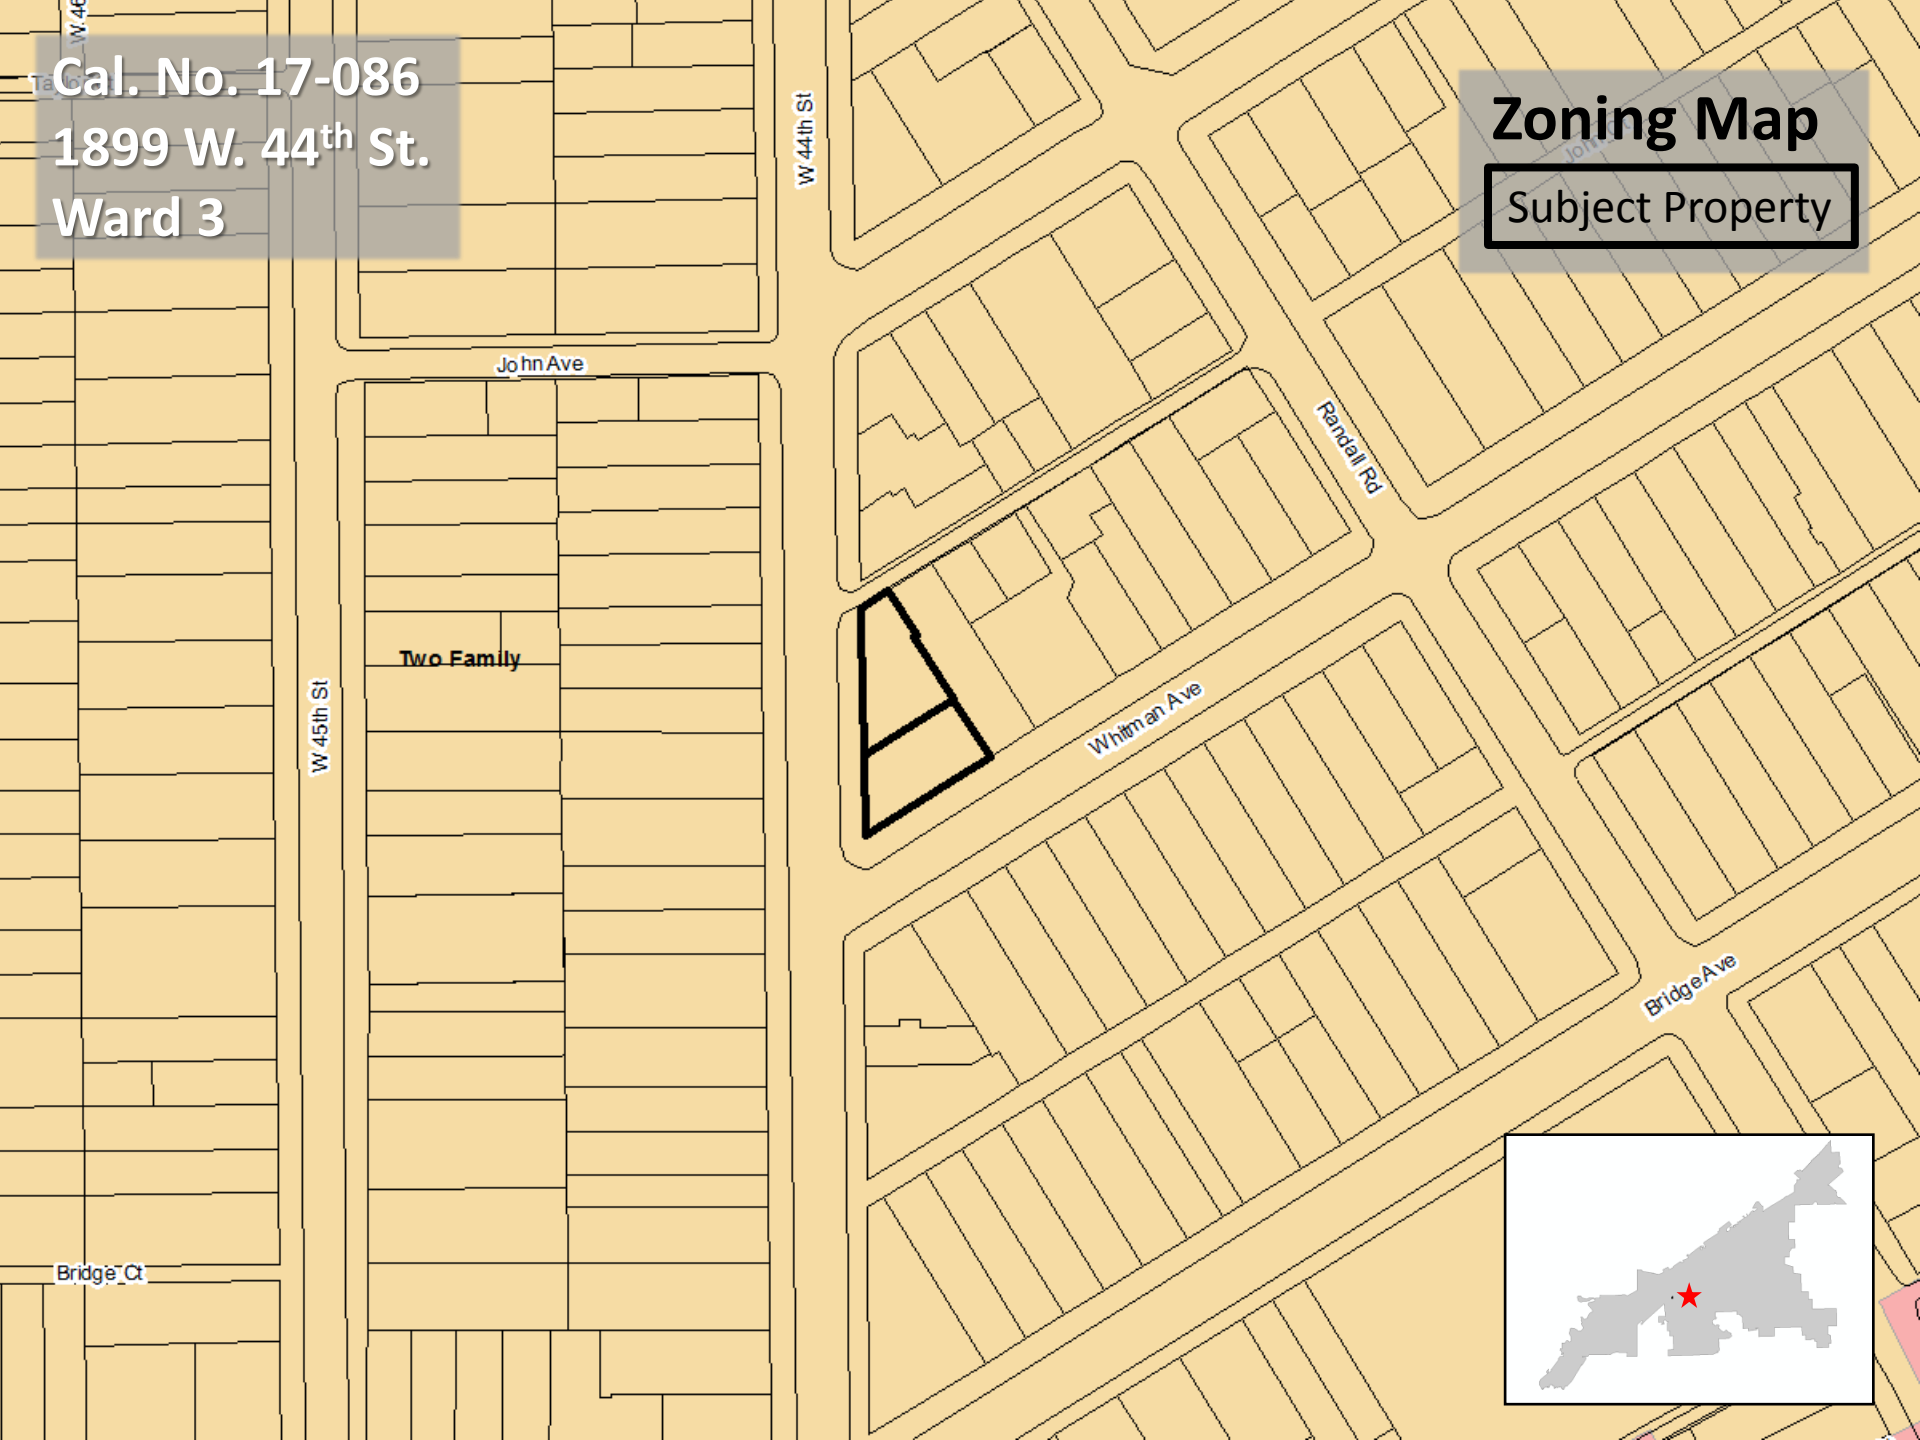 W. 46
Cal. No. 17-086
1899 W. 44th St.
Ward 3
W 44th St
Zoning Map
Subject Property
John Ave
Randall Rd
Two Family
W 45th St
Whitman Ave
Bridge Ave
Bridge Ct